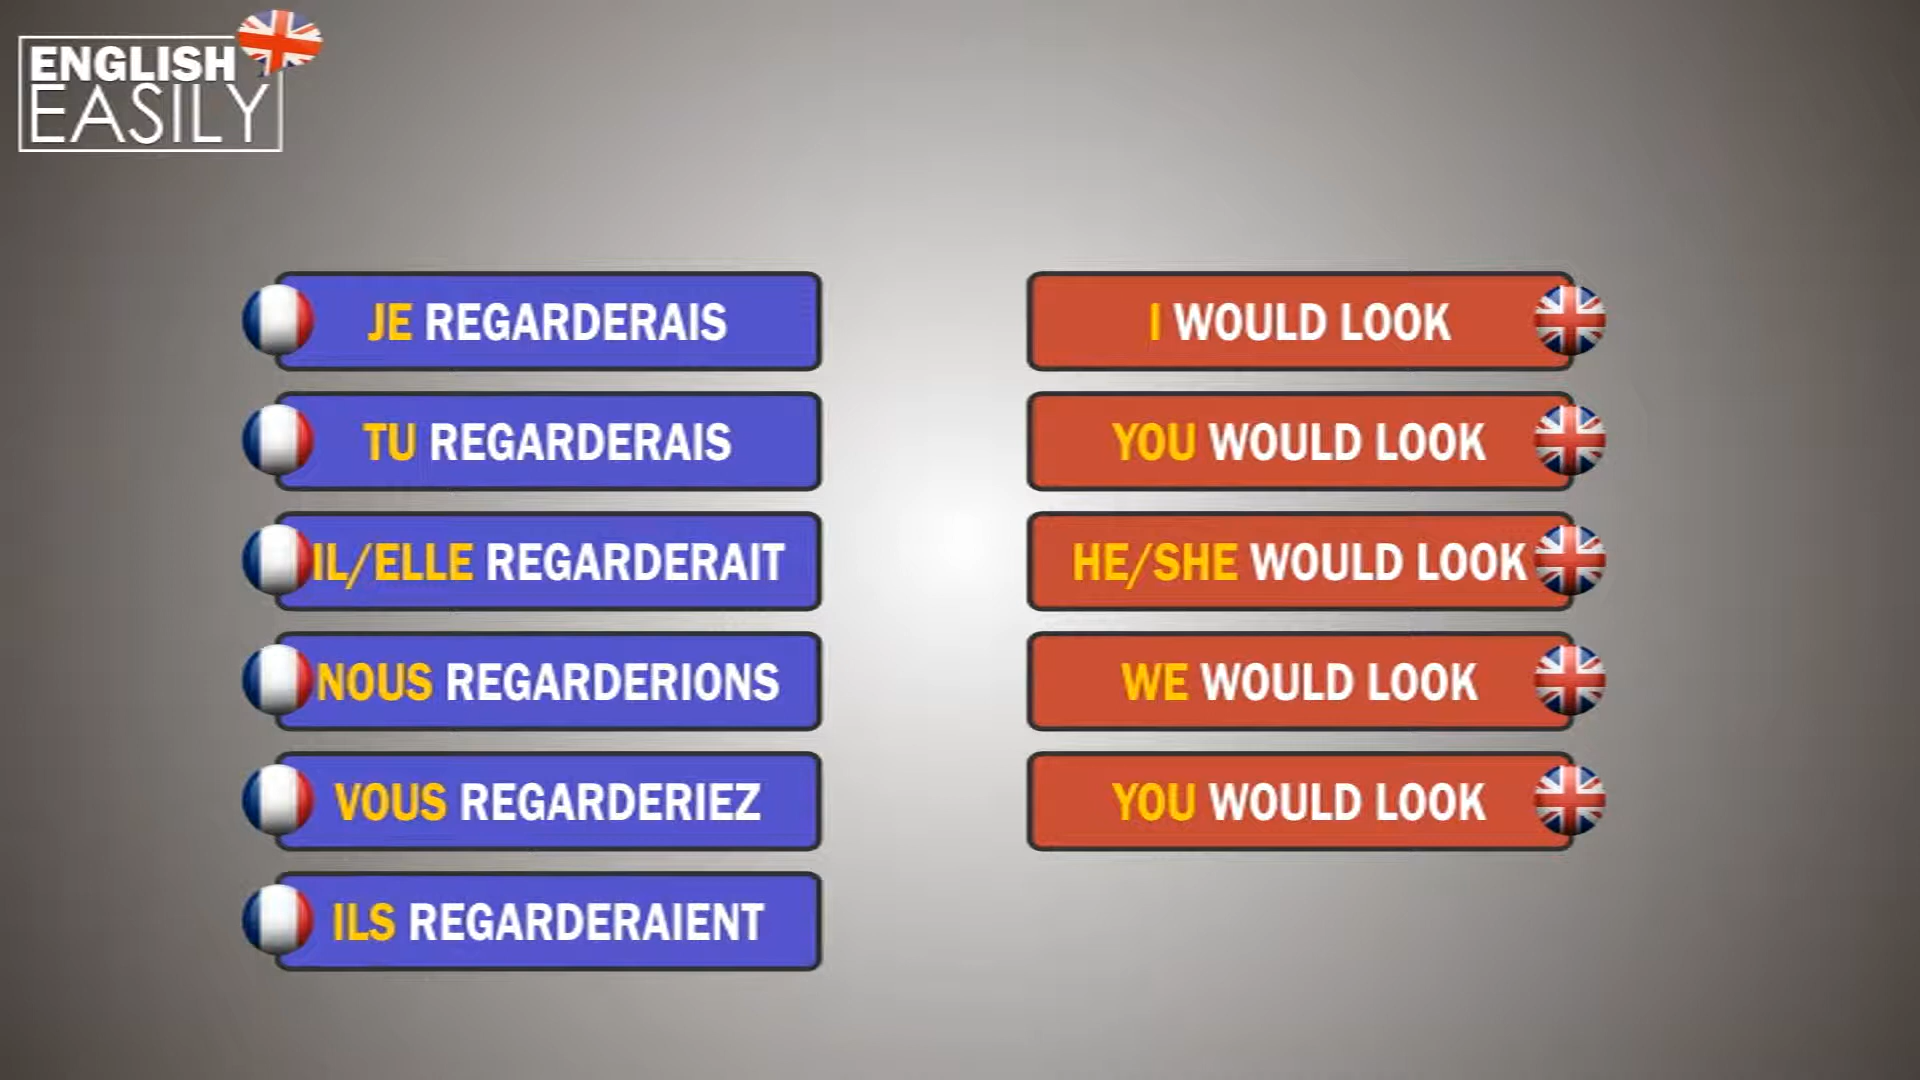 ENGLISH
EASILY
JE REGARDERAIS
I WOULD LOOK
TU REGARDERAIS
YOU WOULD LOOK
IL/ELLE REGARDERAIT
HE/SHE WOULD LOOK
NOUS REGARDERIONS
WE WOULD LOOK
VOUS REGARDERIEZ
YOU WOULD LOOK
ILS REGARDERAIENT